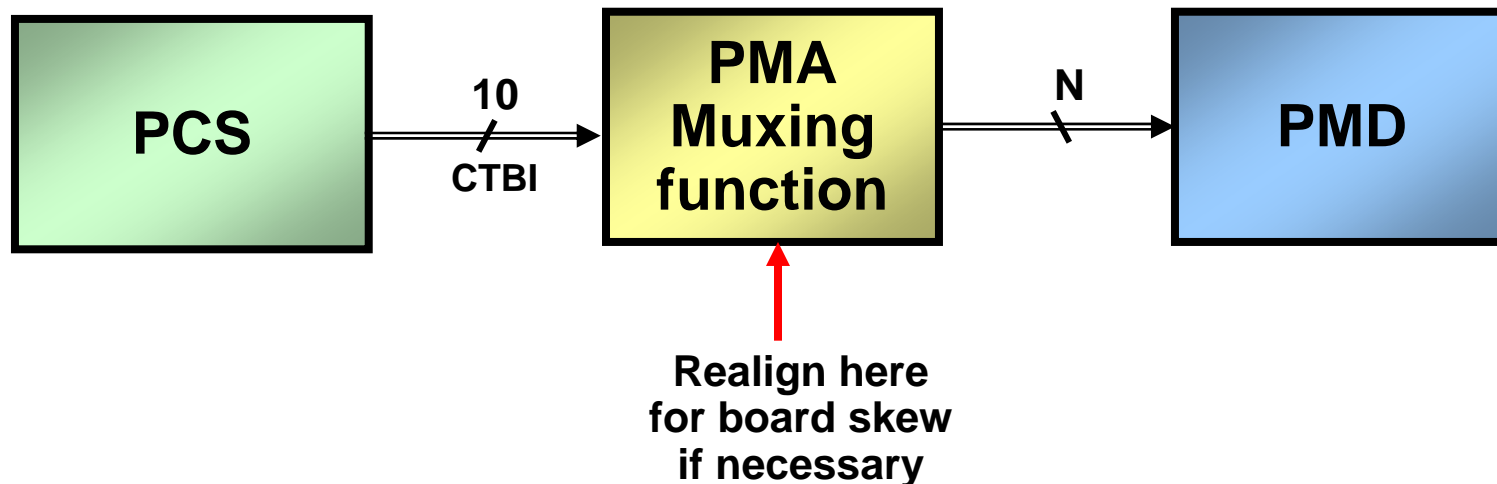 PCS
10
CTBI
PMA
Muxing
function
N
PMD
Realign here
for board skew
if necessary